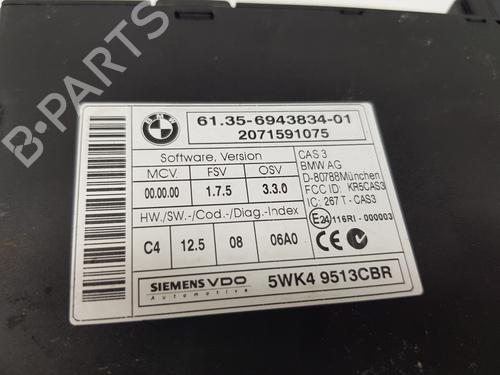 BMW
61.35-6943834-01
2071591075
Software, Version
MCV. FSV OSV
00.00.00 1.7.5 3.3.0
HW./SW.-/Cod.-/Diag.-Index
C4 12.5 08 06A0
CAS 3
BMW AG
D-80788München
FCC ID: KR5CAS3
IC: 267 T - CAS3
E24 116RI - 000003
CE
SIEMENS VDO
Automotive
5WK4 9513CBR
B-PARTS